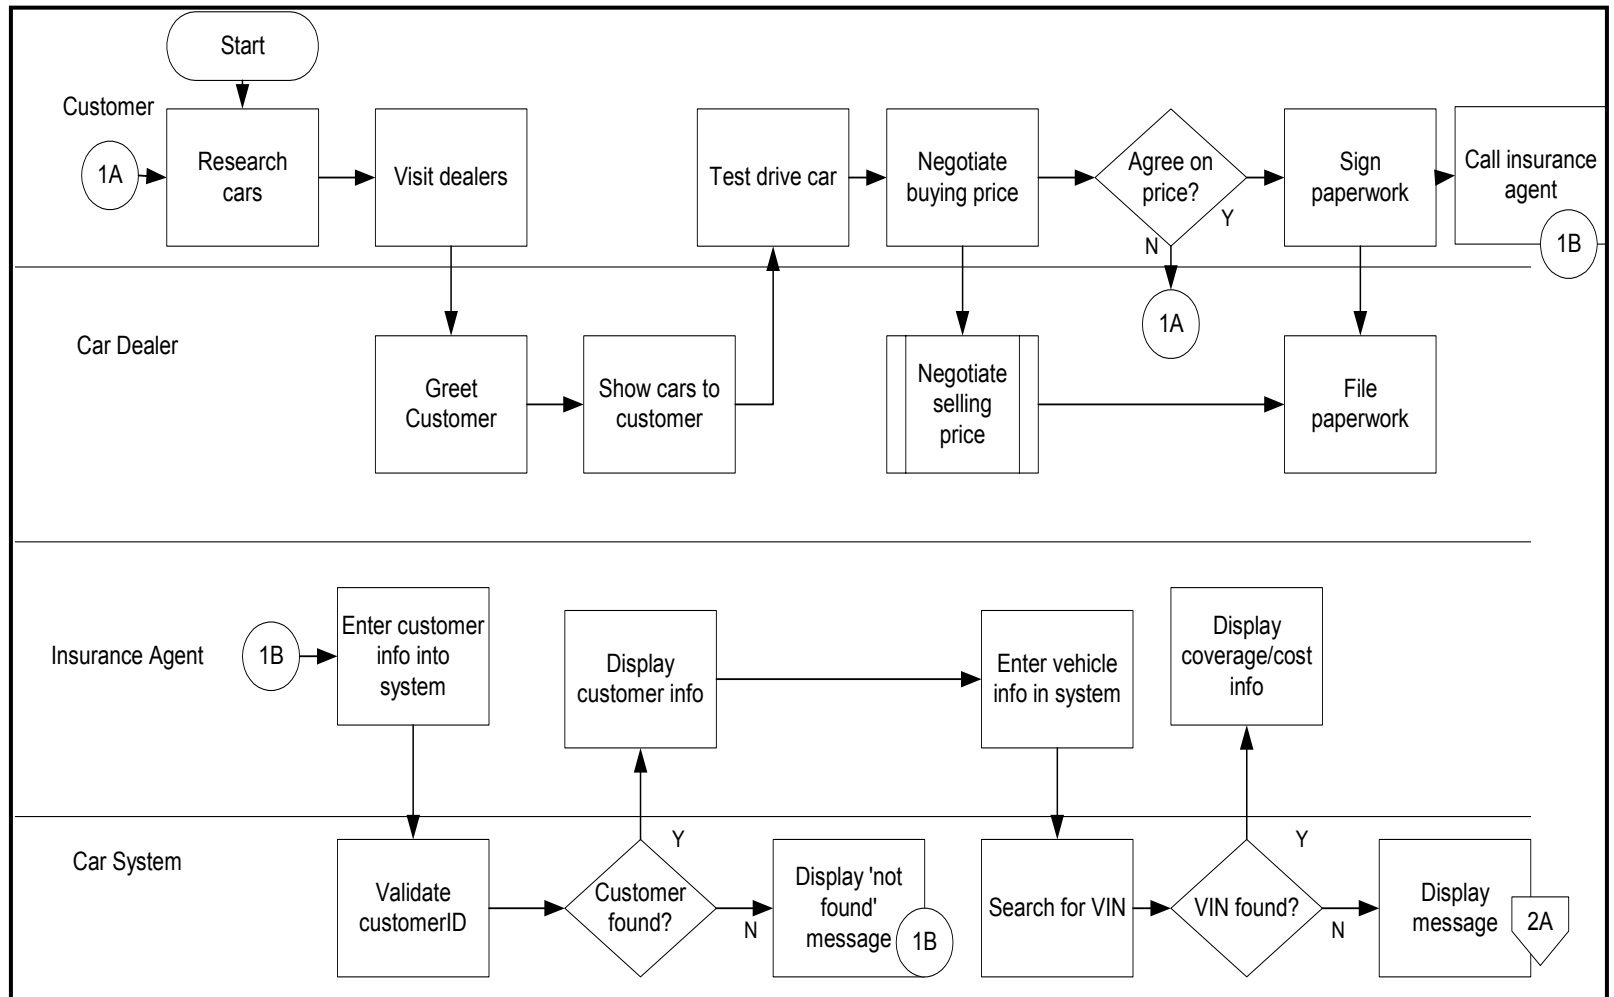 Start
Customer
1A
Research
cars
Visit dealers
Test drive car
Negotiate
buying price
Agree on
price?
Y
N
Sign
paperwork
Call insurance
agent
1B
1A
Car Dealer
Greet
Customer
Show cars to
customer
Negotiate
selling
price
File
paperwork
Insurance Agent
1B
Enter customer
info into
system
Display
customer info
Enter vehicle
info in system
Display
coverage/cost
info
Car System
Validate
customerID
Customer
found?
Y
N
Display 'not
found'
message
1B
Search for VIN
VIN found?
Y
N
Display
message
2A